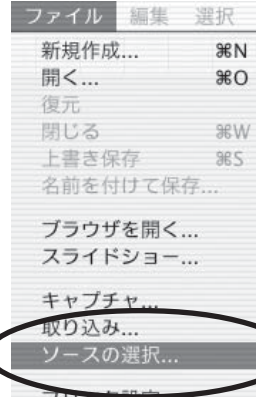 ファイル 編集 選択
新規作成... ⌘N
開く... ⌘O
復元
閉じる ⌘W
上書き保存 ⌘S
名前を付けて保存...
ブラウザを開く...
スライドショー...
キャプチャ...
取り込み...
ソースの選択...